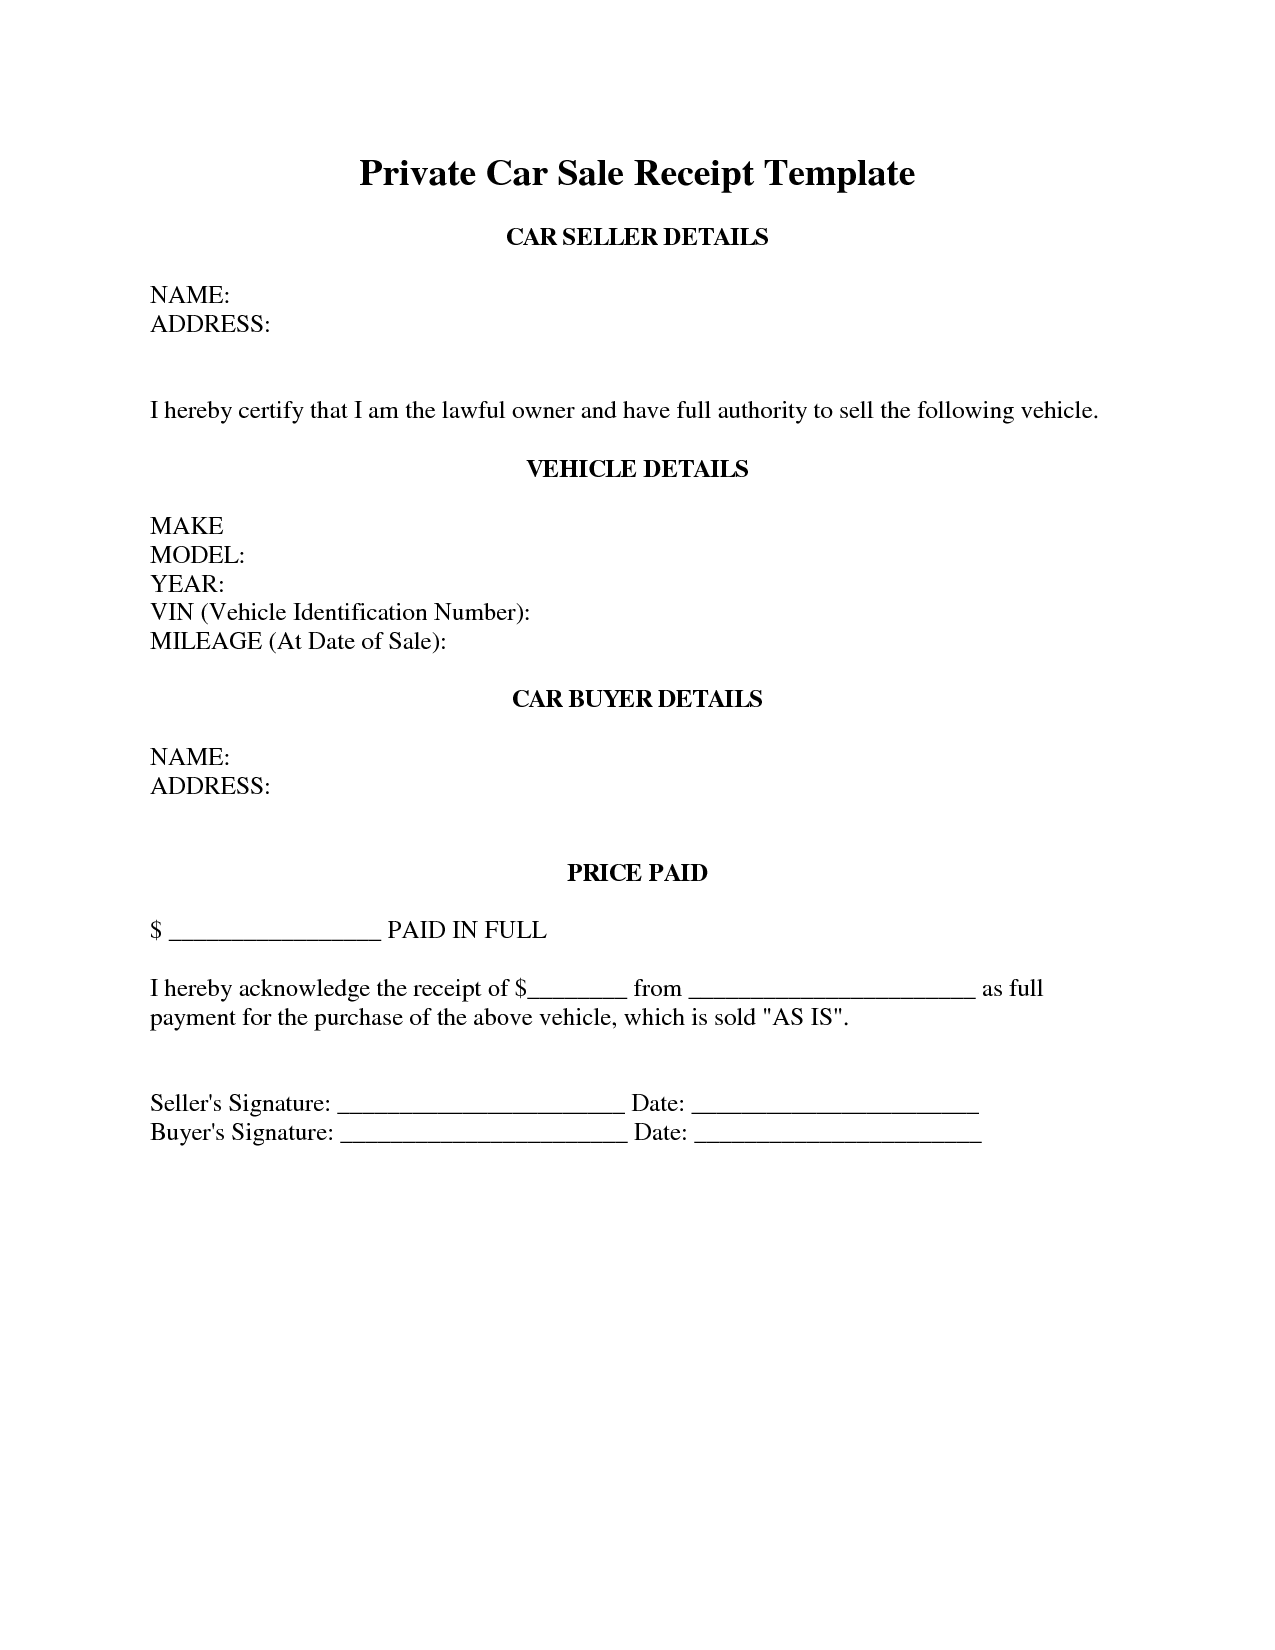 Private Car Sale Receipt Template
CAR SELLER DETAILS
NAME:
ADDRESS:
I hereby certify that I am the lawful owner and have full authority to sell the following vehicle.
VEHICLE DETAILS
MAKE
MODEL:
YEAR:
VIN (Vehicle Identification Number):
MILEAGE (At Date of Sale):
CAR BUYER DETAILS
NAME:
ADDRESS:
PRICE PAID
$ _________________ PAID IN FULL
I hereby acknowledge the receipt of $________ from _______________________ as full
payment for the purchase of the above vehicle, which is sold "AS IS".
Seller's Signature: _______________________ Date: _______________________
Buyer's Signature: _______________________ Date: _______________________